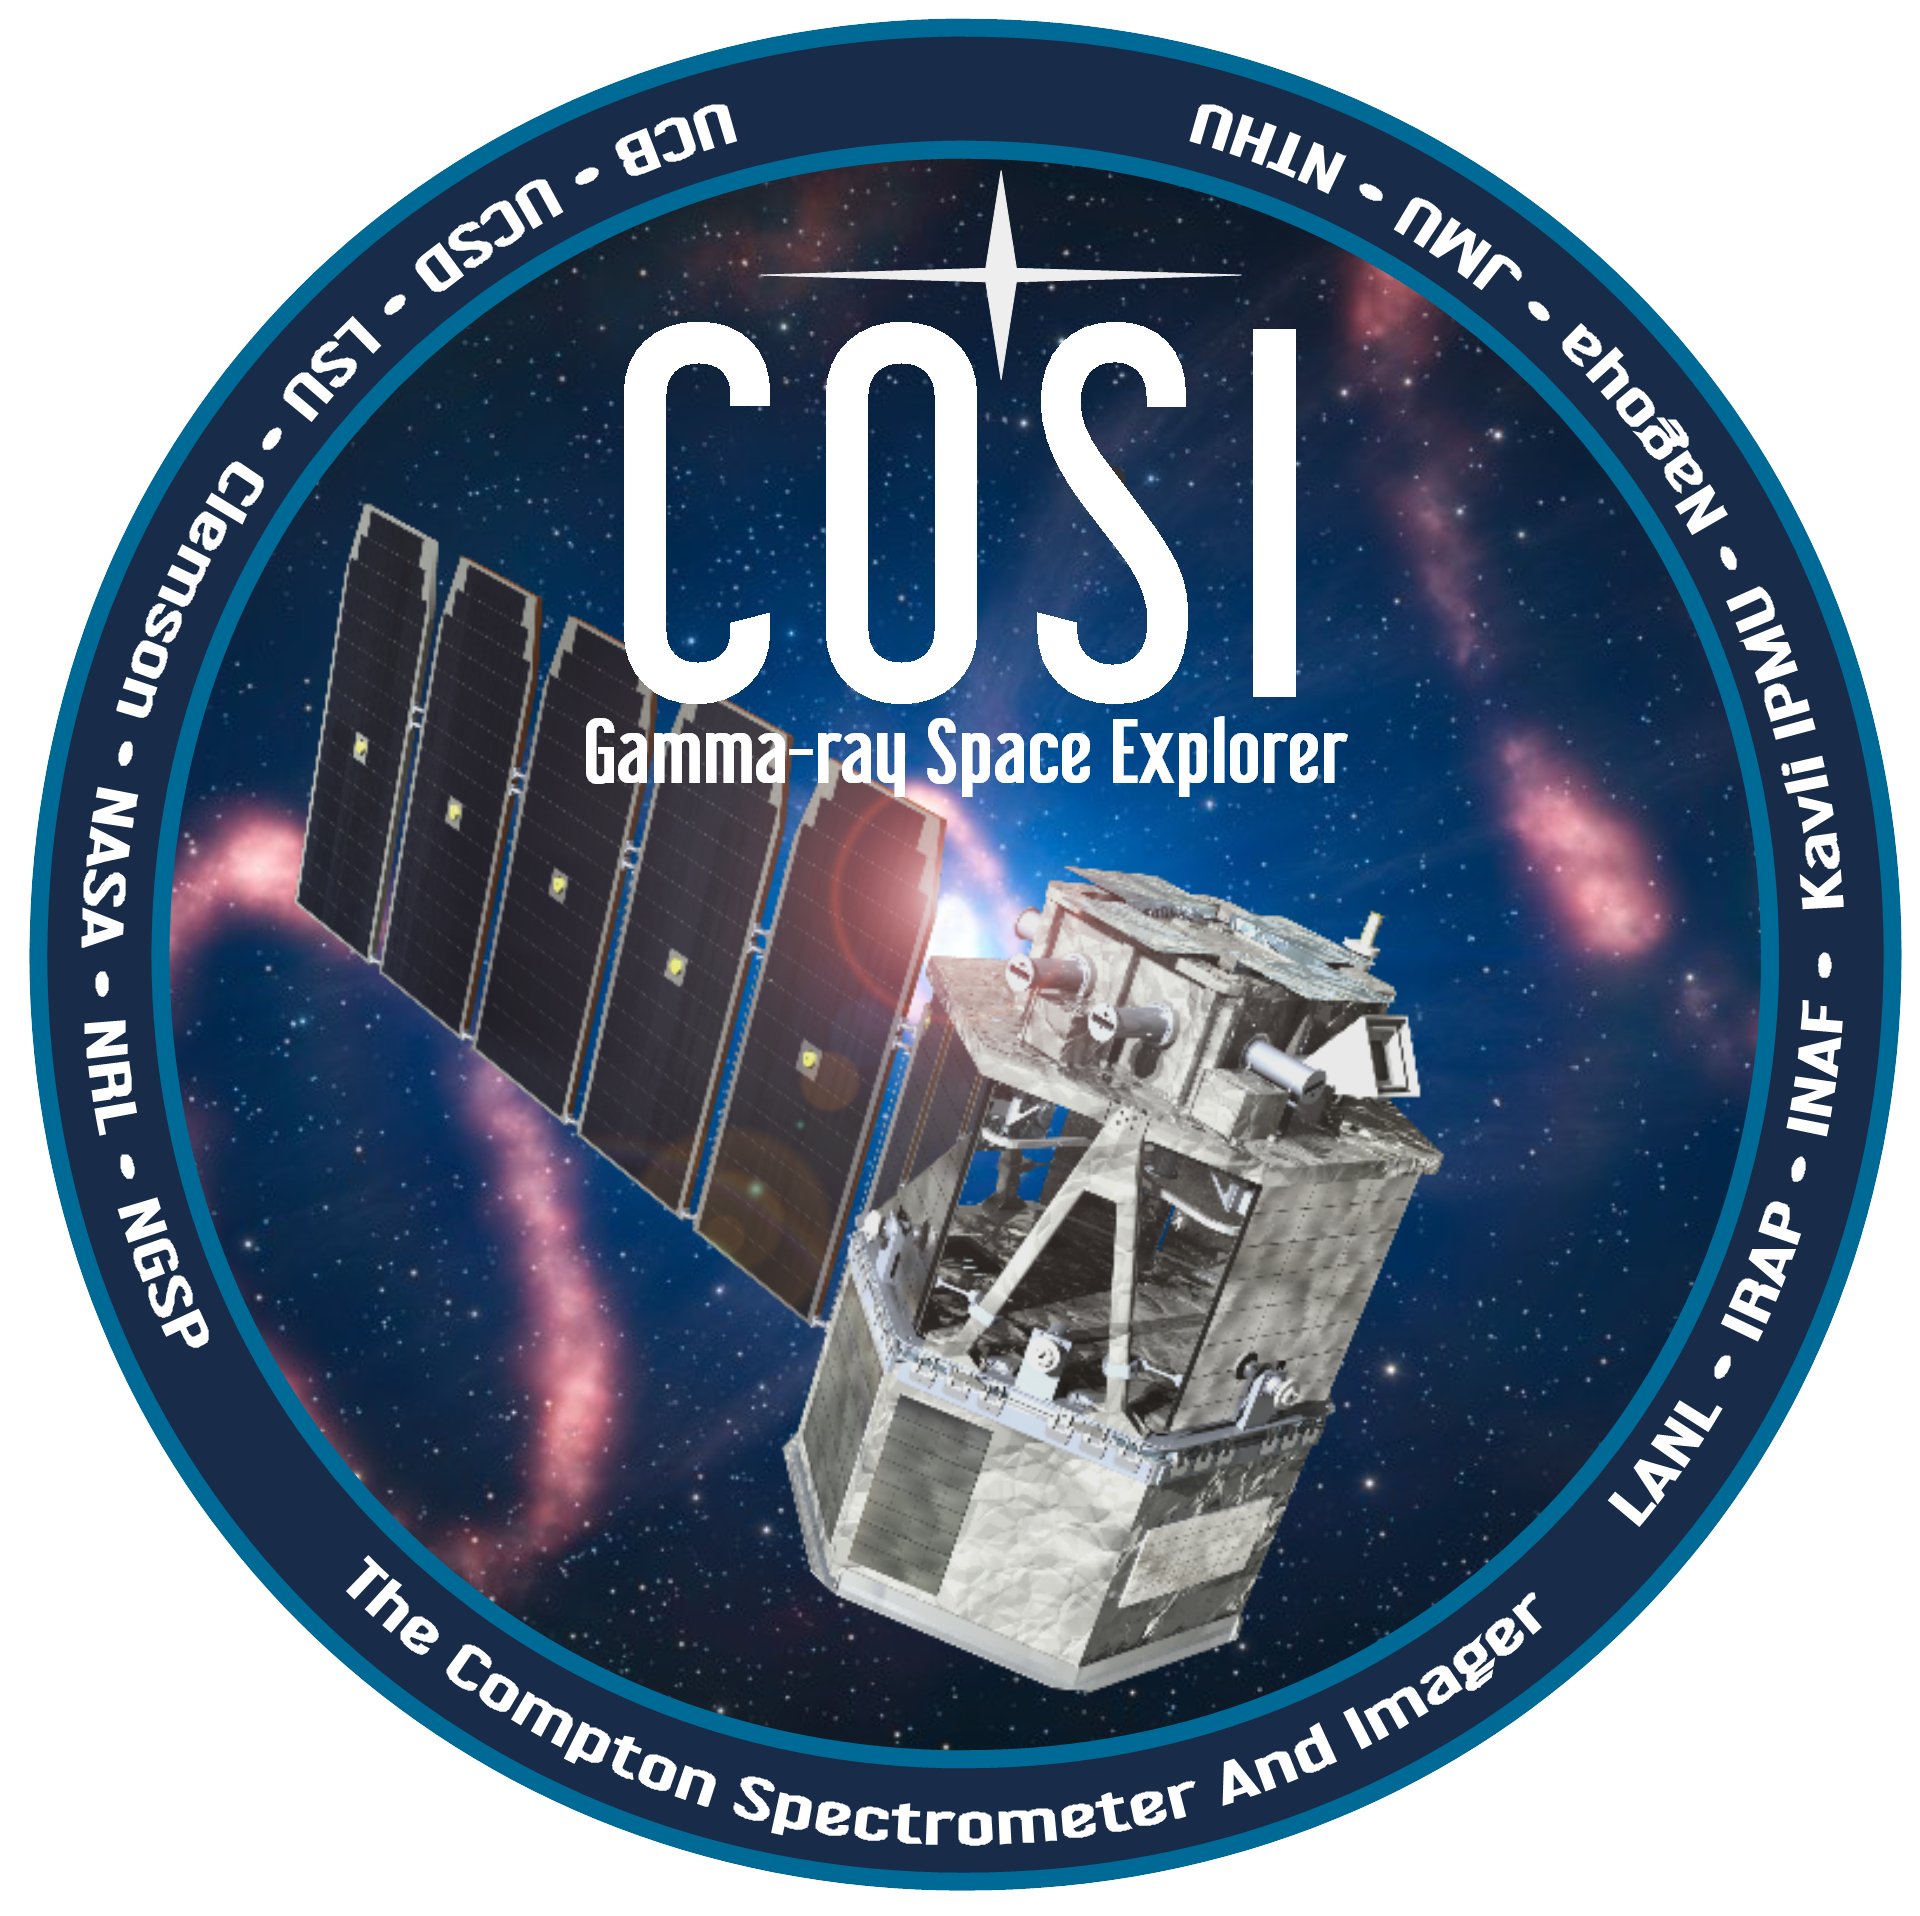 COSI
Gamma-ray Space Explorer
UCB • UCSD • LSU • Clemson • NASA • NRL • NGSP
The Compton Spectrometer And Imager
LANL • IRAP • INAF • Kavli IPMU • Nagoya • JMU • NTHU